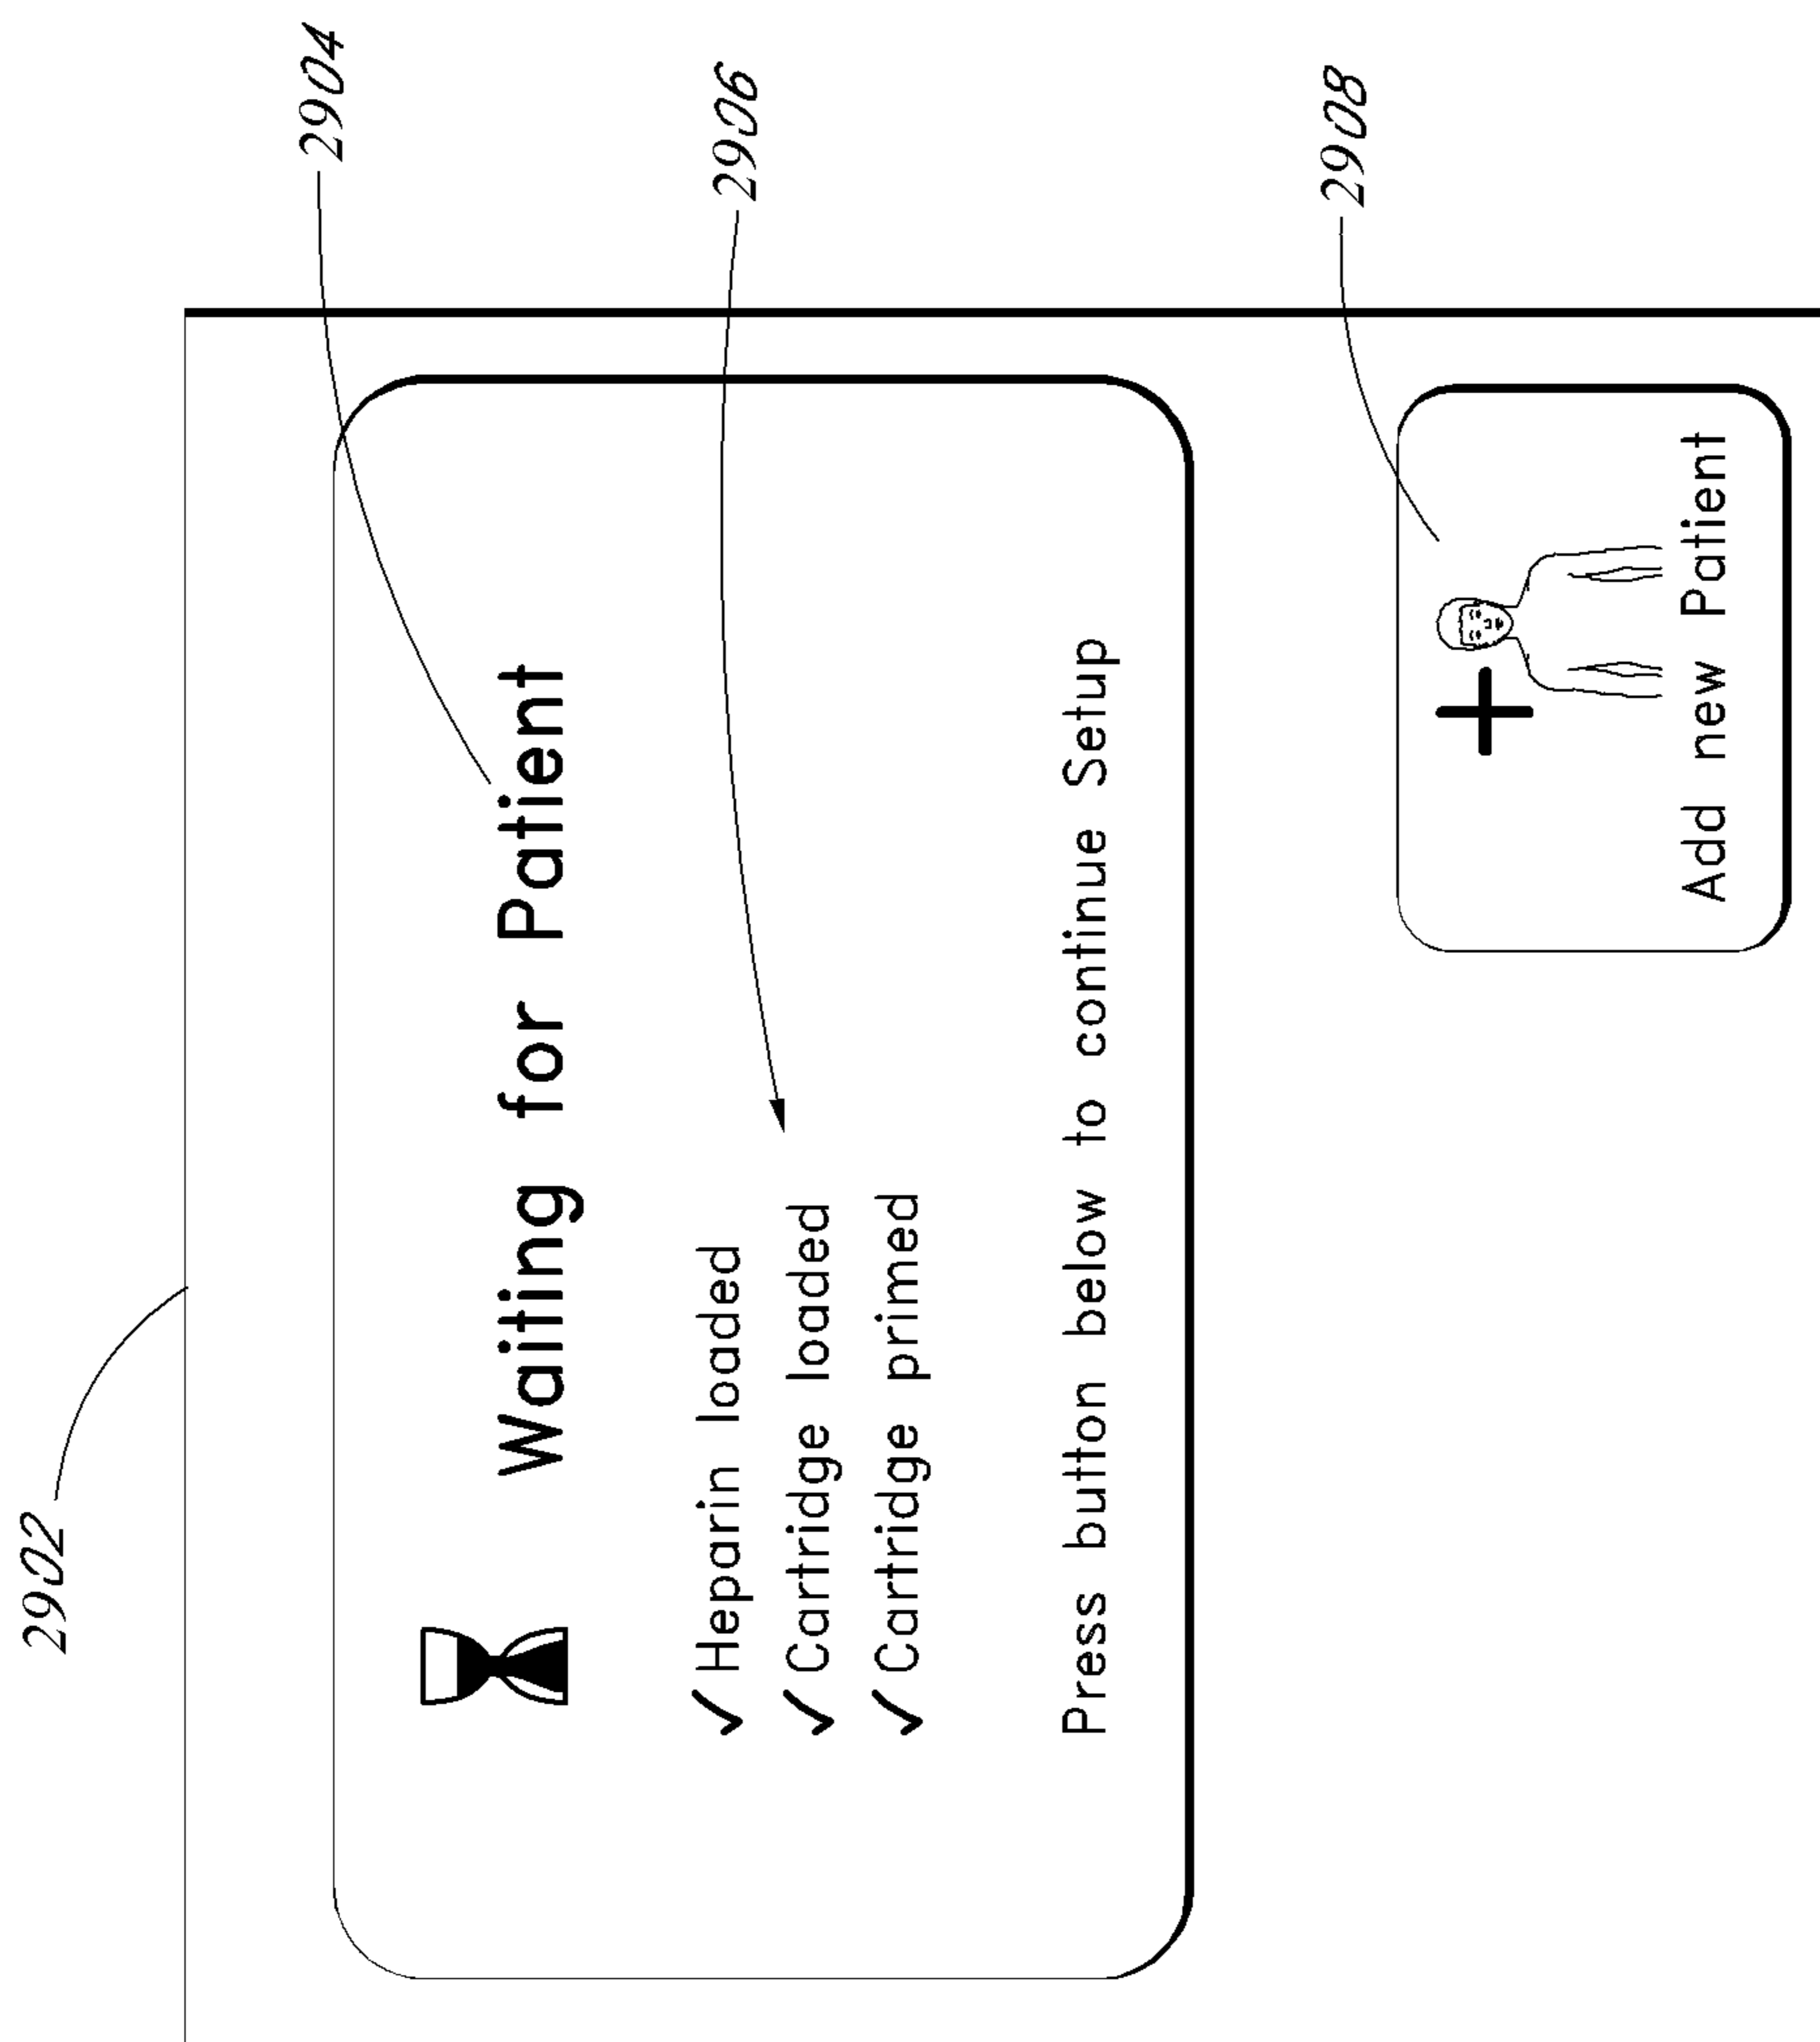 2902
2904
Waiting for Patient
2906
✓ Heparin loaded
✓ Cartridge loaded
✓ Cartridge primed
Press button below to continue Setup
2908
Add new Patient